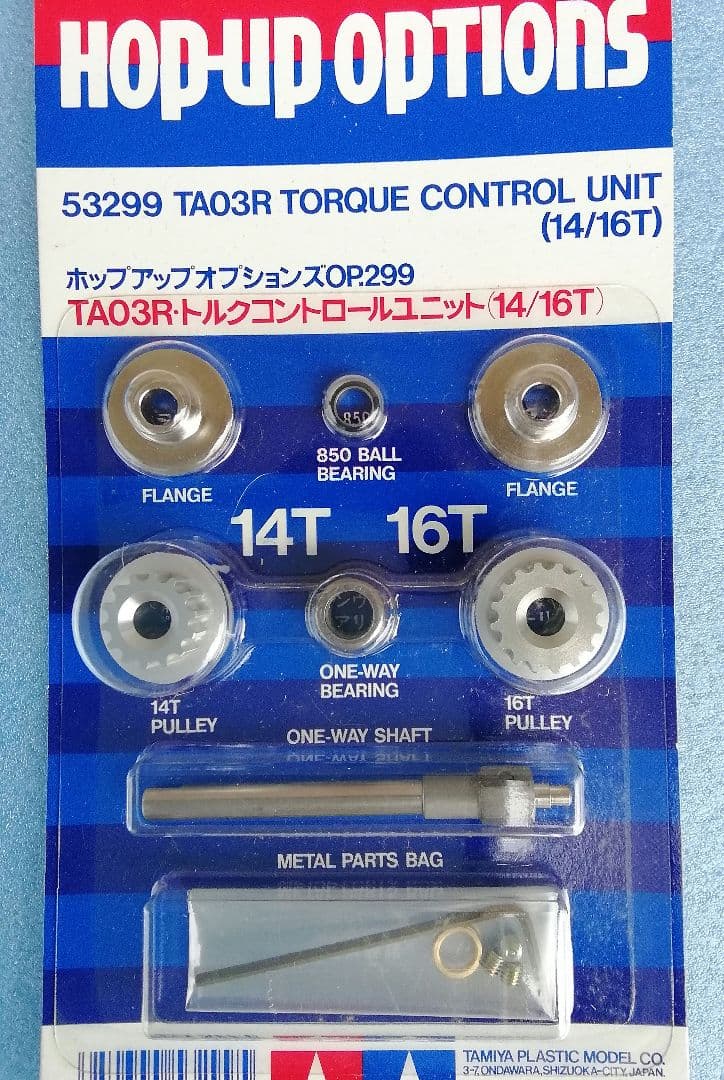 HOP-UP OPTIONS
53299 TA03R TORQUE CONTROL UNIT
(14/16T)
ホップアップオプションズOP.299
TA03R・トルクコントロールユニット(14/16T)
850
850 BALL
BEARING
FLANGE
FLANGE
14T 16T
ONE-WAY
BEARING
14T
PULLEY
16T
PULLEY
ONE-WAY SHAFT
METAL PARTS BAG
TAMIYA PLASTIC MODEL CO.
3-7, ONDAWARA, SHIZUOKA-CITY, JAPAN.